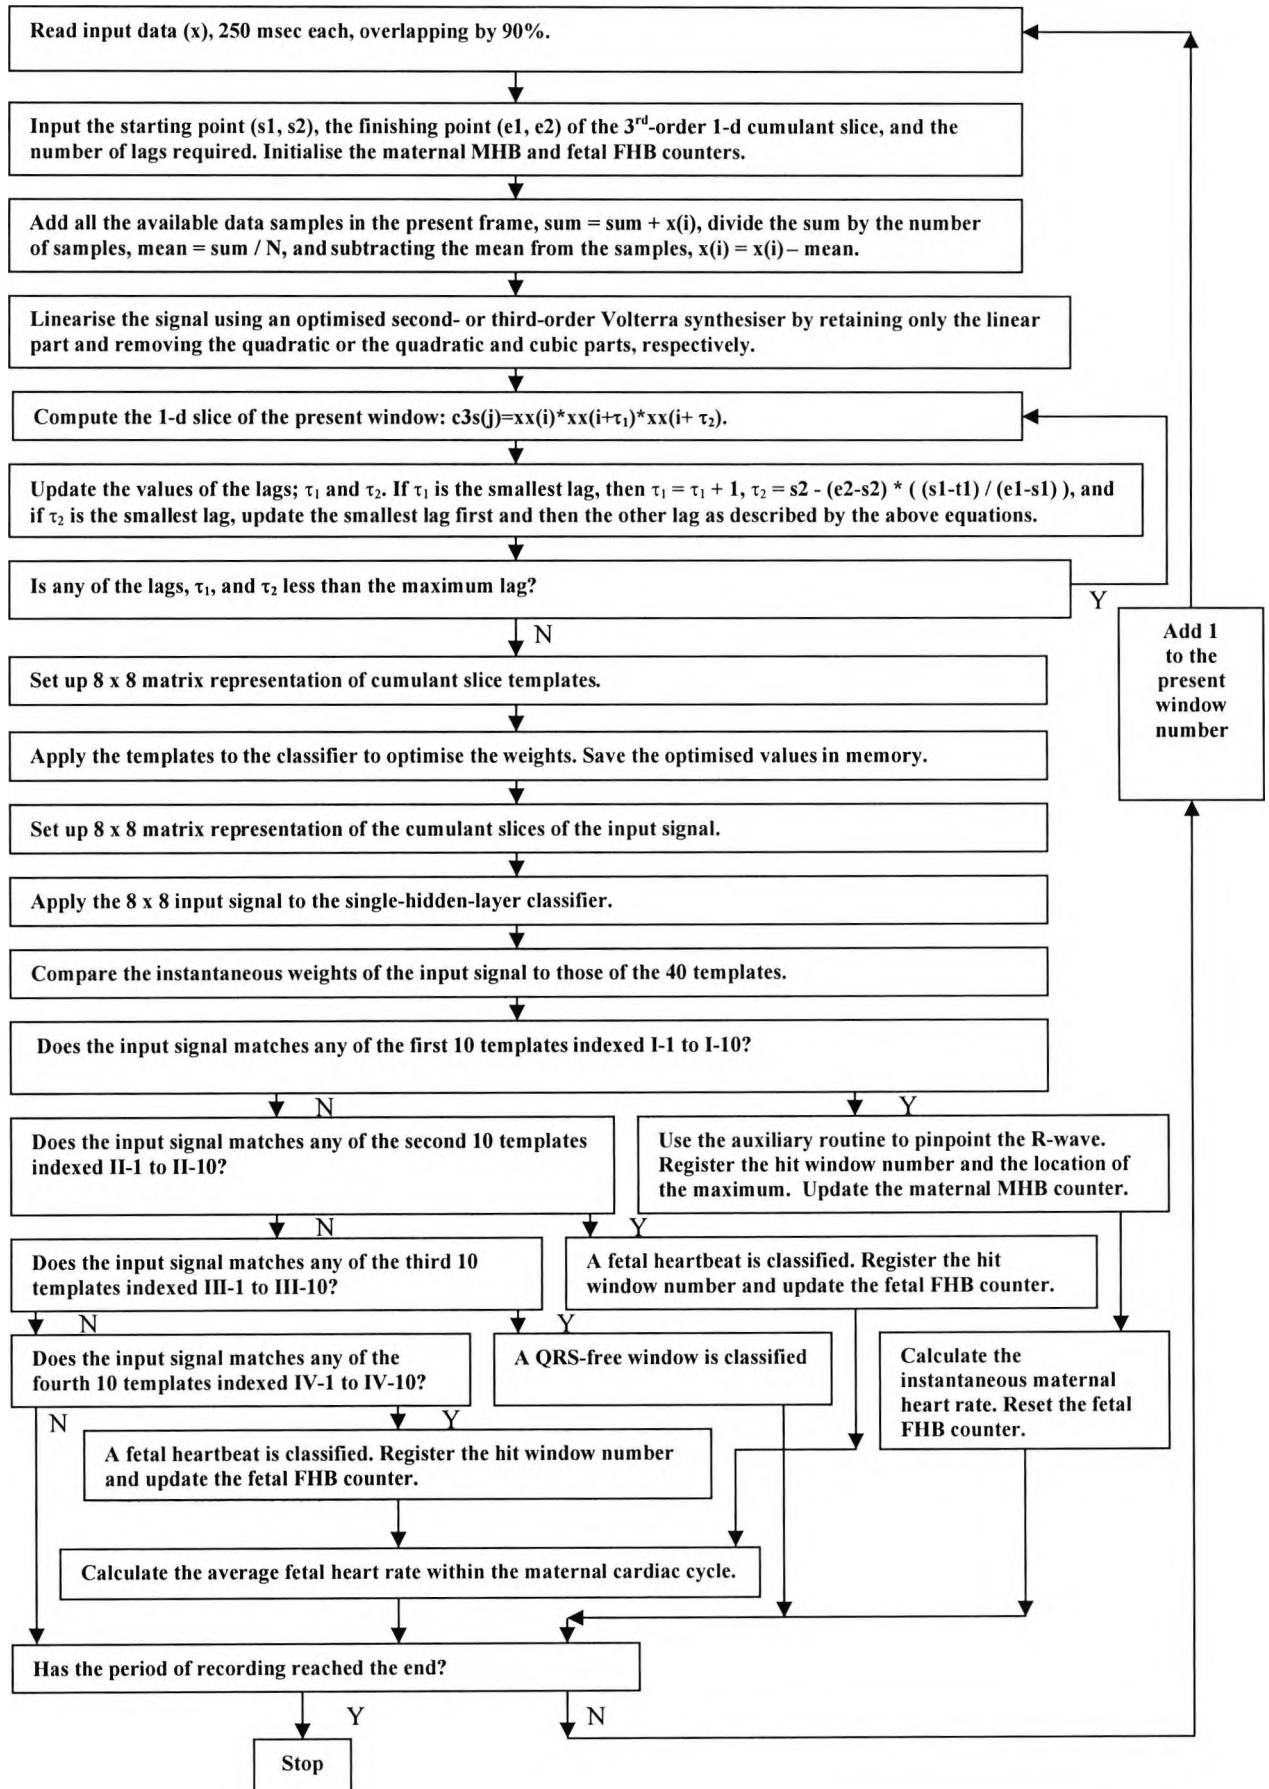 Read input data (x), 250 msec each, overlapping by 90%.
Input the starting point (s1, s2), the finishing point (e1, e2) of the 3rd-order 1-d cumulant slice, and the
number of lags required. Initialise the maternal MHB and fetal FHB counters.
Add all the available data samples in the present frame, sum = sum + x(i), divide the sum by the number
of samples, mean = sum / N, and subtracting the mean from the samples, x(i) = x(i) – mean.
Linearise the signal using an optimised second- or third-order Volterra synthesiser by retaining only the linear
part and removing the quadratic or the quadratic and cubic parts, respectively.
Compute the 1-d slice of the present window: c3s(j)=xx(i)*xx(i+τ1)*xx(i+ τ2).
Update the values of the lags; τ1 and τ2. If τ1 is the smallest lag, then τ1 = τ1 + 1, τ2 = s2 - (e2-s2) * ( (s1-t1) / (e1-s1) ), and
if τ2 is the smallest lag, update the smallest lag first and then the other lag as described by the above equations.
Is any of the lags, τ1, and τ2 less than the maximum lag?
Y
N
Add 1
to the
present
window
number
Set up 8 x 8 matrix representation of cumulant slice templates.
Apply the templates to the classifier to optimise the weights. Save the optimised values in memory.
Set up 8 x 8 matrix representation of the cumulant slices of the input signal.
Apply the 8 x 8 input signal to the single-hidden-layer classifier.
Compare the instantaneous weights of the input signal to those of the 40 templates.
Does the input signal matches any of the first 10 templates indexed I-1 to I-10?
N
Y
Does the input signal matches any of the second 10 templates
indexed II-1 to II-10?
Use the auxiliary routine to pinpoint the R-wave.
Register the hit window number and the location of
the maximum. Update the maternal MHB counter.
N
Y
Does the input signal matches any of the third 10
templates indexed III-1 to III-10?
A fetal heartbeat is classified. Register the hit
window number and update the fetal FHB counter.
N
Y
Does the input signal matches any of the
fourth 10 templates indexed IV-1 to IV-10?
A QRS-free window is classified
Calculate the
instantaneous maternal
heart rate. Reset the fetal
FHB counter.
N
Y
A fetal heartbeat is classified. Register the hit window number
and update the fetal FHB counter.
Calculate the average fetal heart rate within the maternal cardiac cycle.
Has the period of recording reached the end?
Y
N
Stop